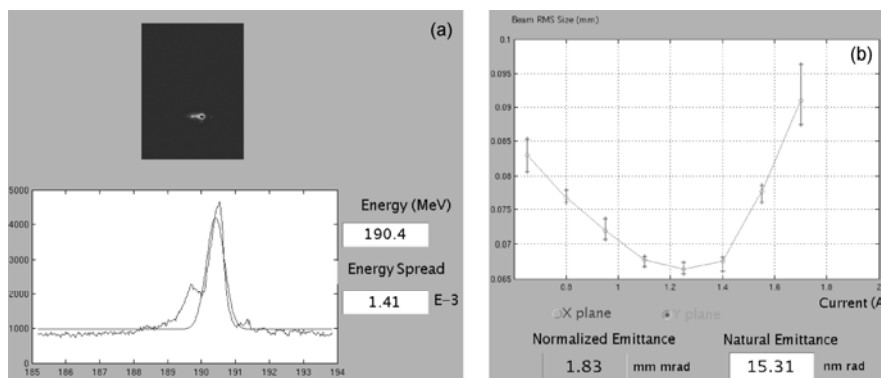 (a)
5000
4000
3000
2000
1000
0
185 186 187 188 189 190 191 192 193 194
Energy (MeV)
190.4
Energy Spread
1.41 E-3
Beam RMS Size (mm)
(b)
0.1
0.095
0.09
0.085
0.08
0.075
0.07
0.065
0.8 1 1.2 1.4 1.6 1.8 2
Current (A
X plane Y plane
Normalized Emittance Natural Emittance
1.83 mm mrad 15.31 nm rad